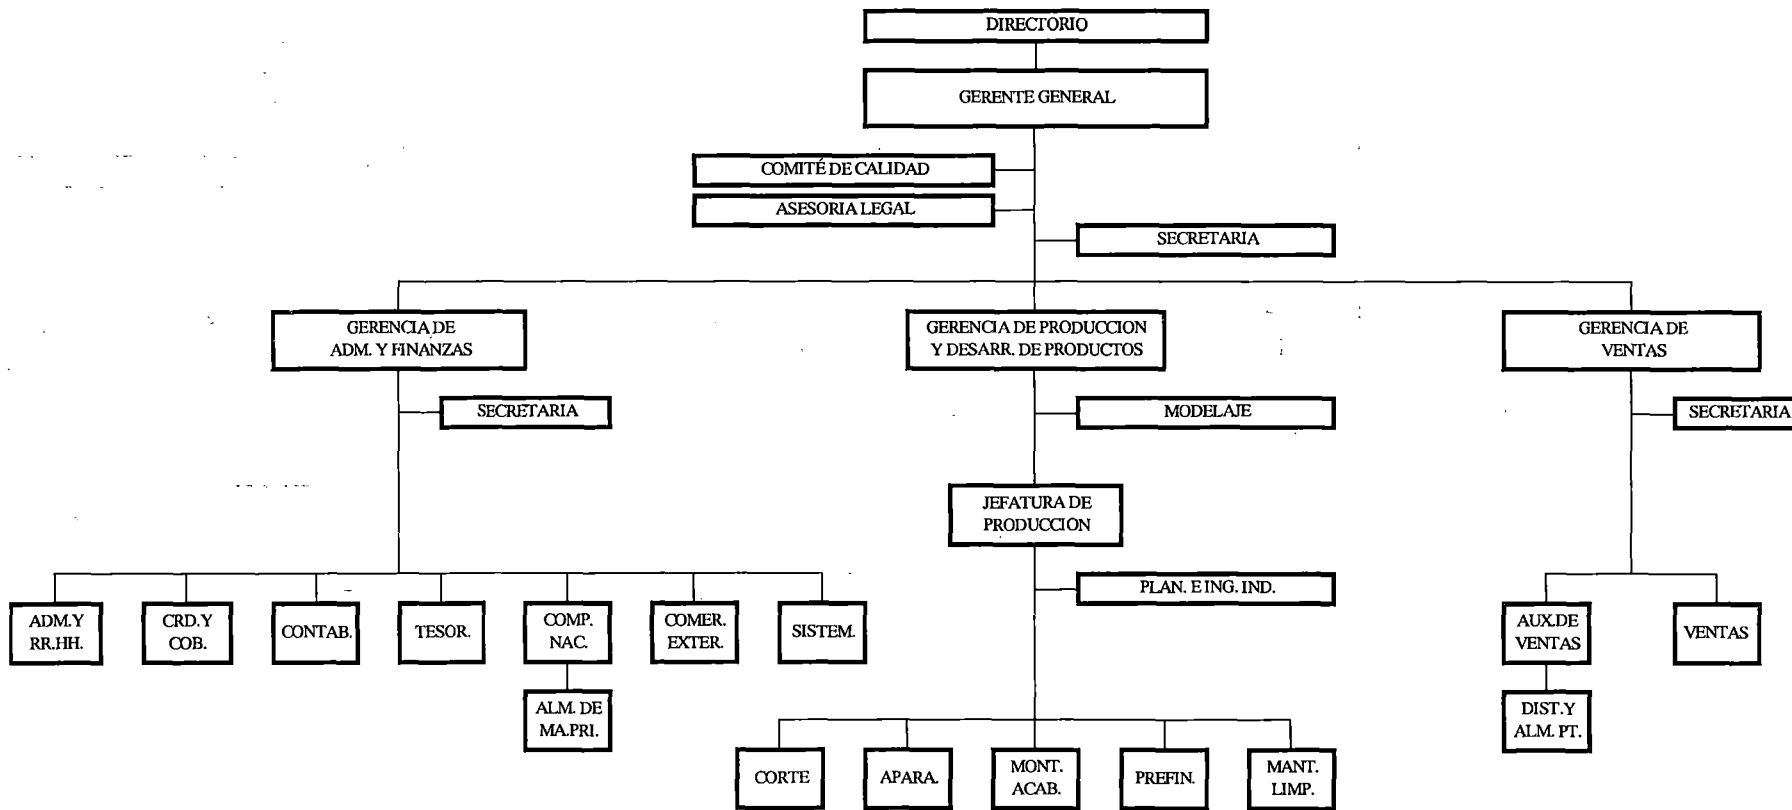 DIRECTORIO
GERENTE GENERAL
COMITÉ DE CALIDAD
ASESORIA LEGAL
SECRETARIA
GERENCIA DE
ADM. Y FINANZAS
GERENCIA DE PRODUCCION
Y DESARR. DE PRODUCTOS
GERENCIA DE
VENTAS
SECRETARIA
MODELAJE
SECRETARIA
JEFATURA DE
PRODUCCION
PLAN. E ING. IND.
ADM.Y
RR.HH.
CRD.Y
COB.
CONTAB.
TESOR.
COMP.
NAC.
COMER.
EXTER.
SISTEM.
AUX.DE
VENTAS
VENTAS
ALM. DE
MA.PRI.
DIST.Y
ALM. PT.
CORTE
APARA.
MONT.
ACAB.
PREFIN.
MANT.
LIMP.